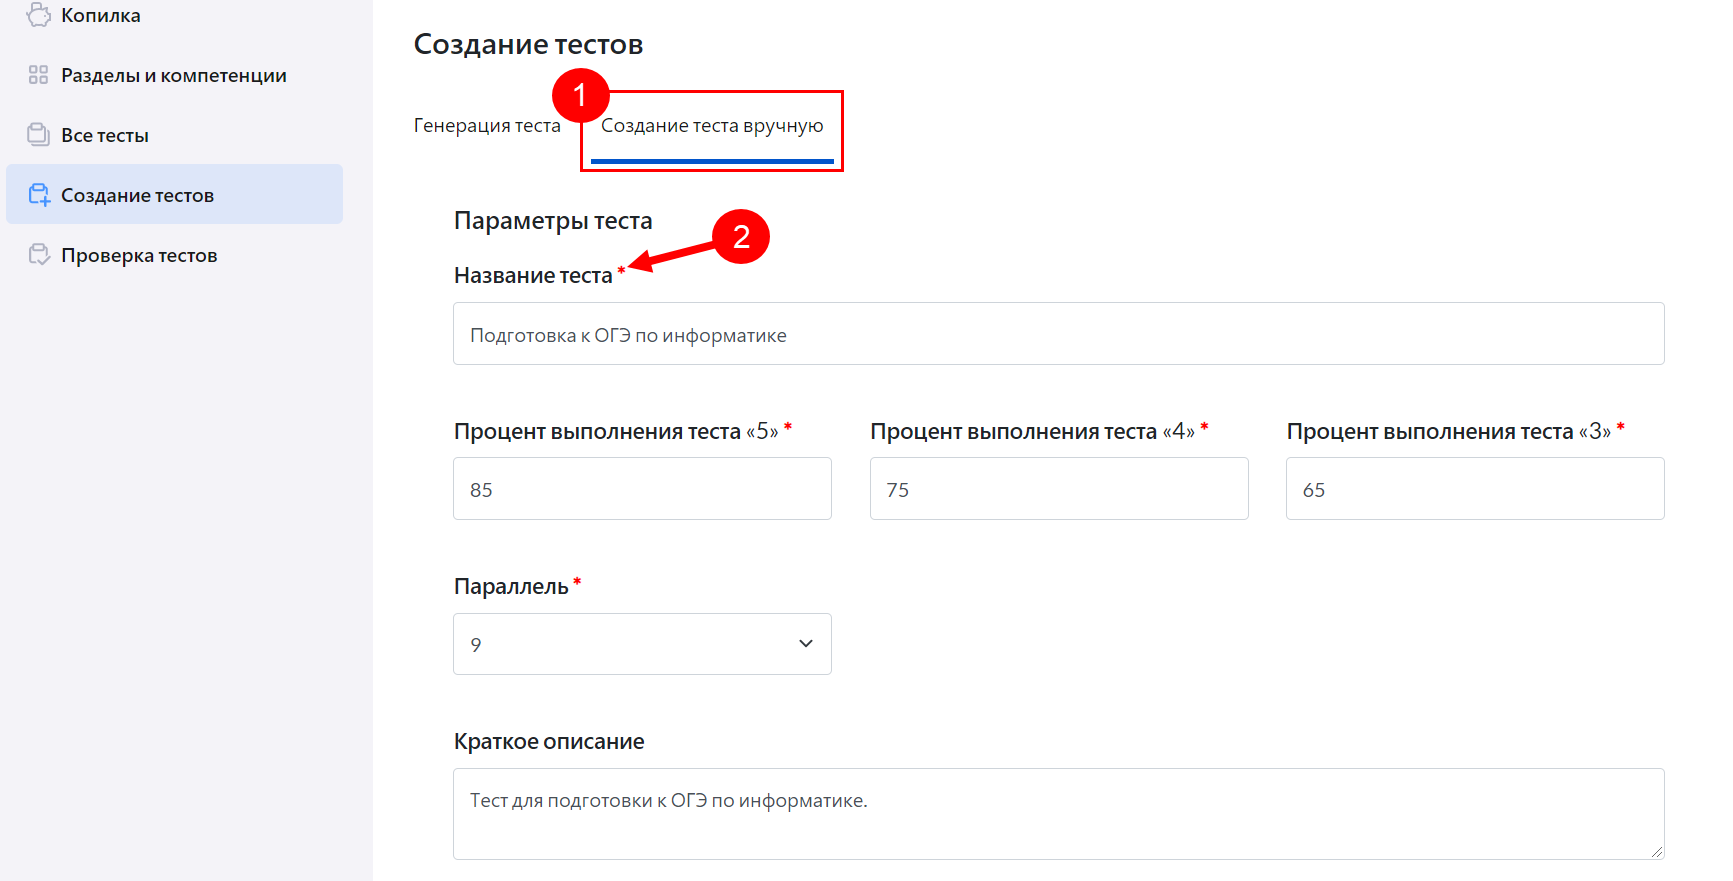 Копилка
Разделы и компетенции
Все тесты
Создание тестов
Проверка тестов
Создание тестов
1
Генерация теста Создание теста вручную
Параметры теста
2
Название теста *
Подготовка к ОГЭ по информатике
Процент выполнения теста «5» * Процент выполнения теста «4» * Процент выполнения теста «3» *
85 75 65
Параллель *
9
Краткое описание
Тест для подготовки к ОГЭ по информатике.